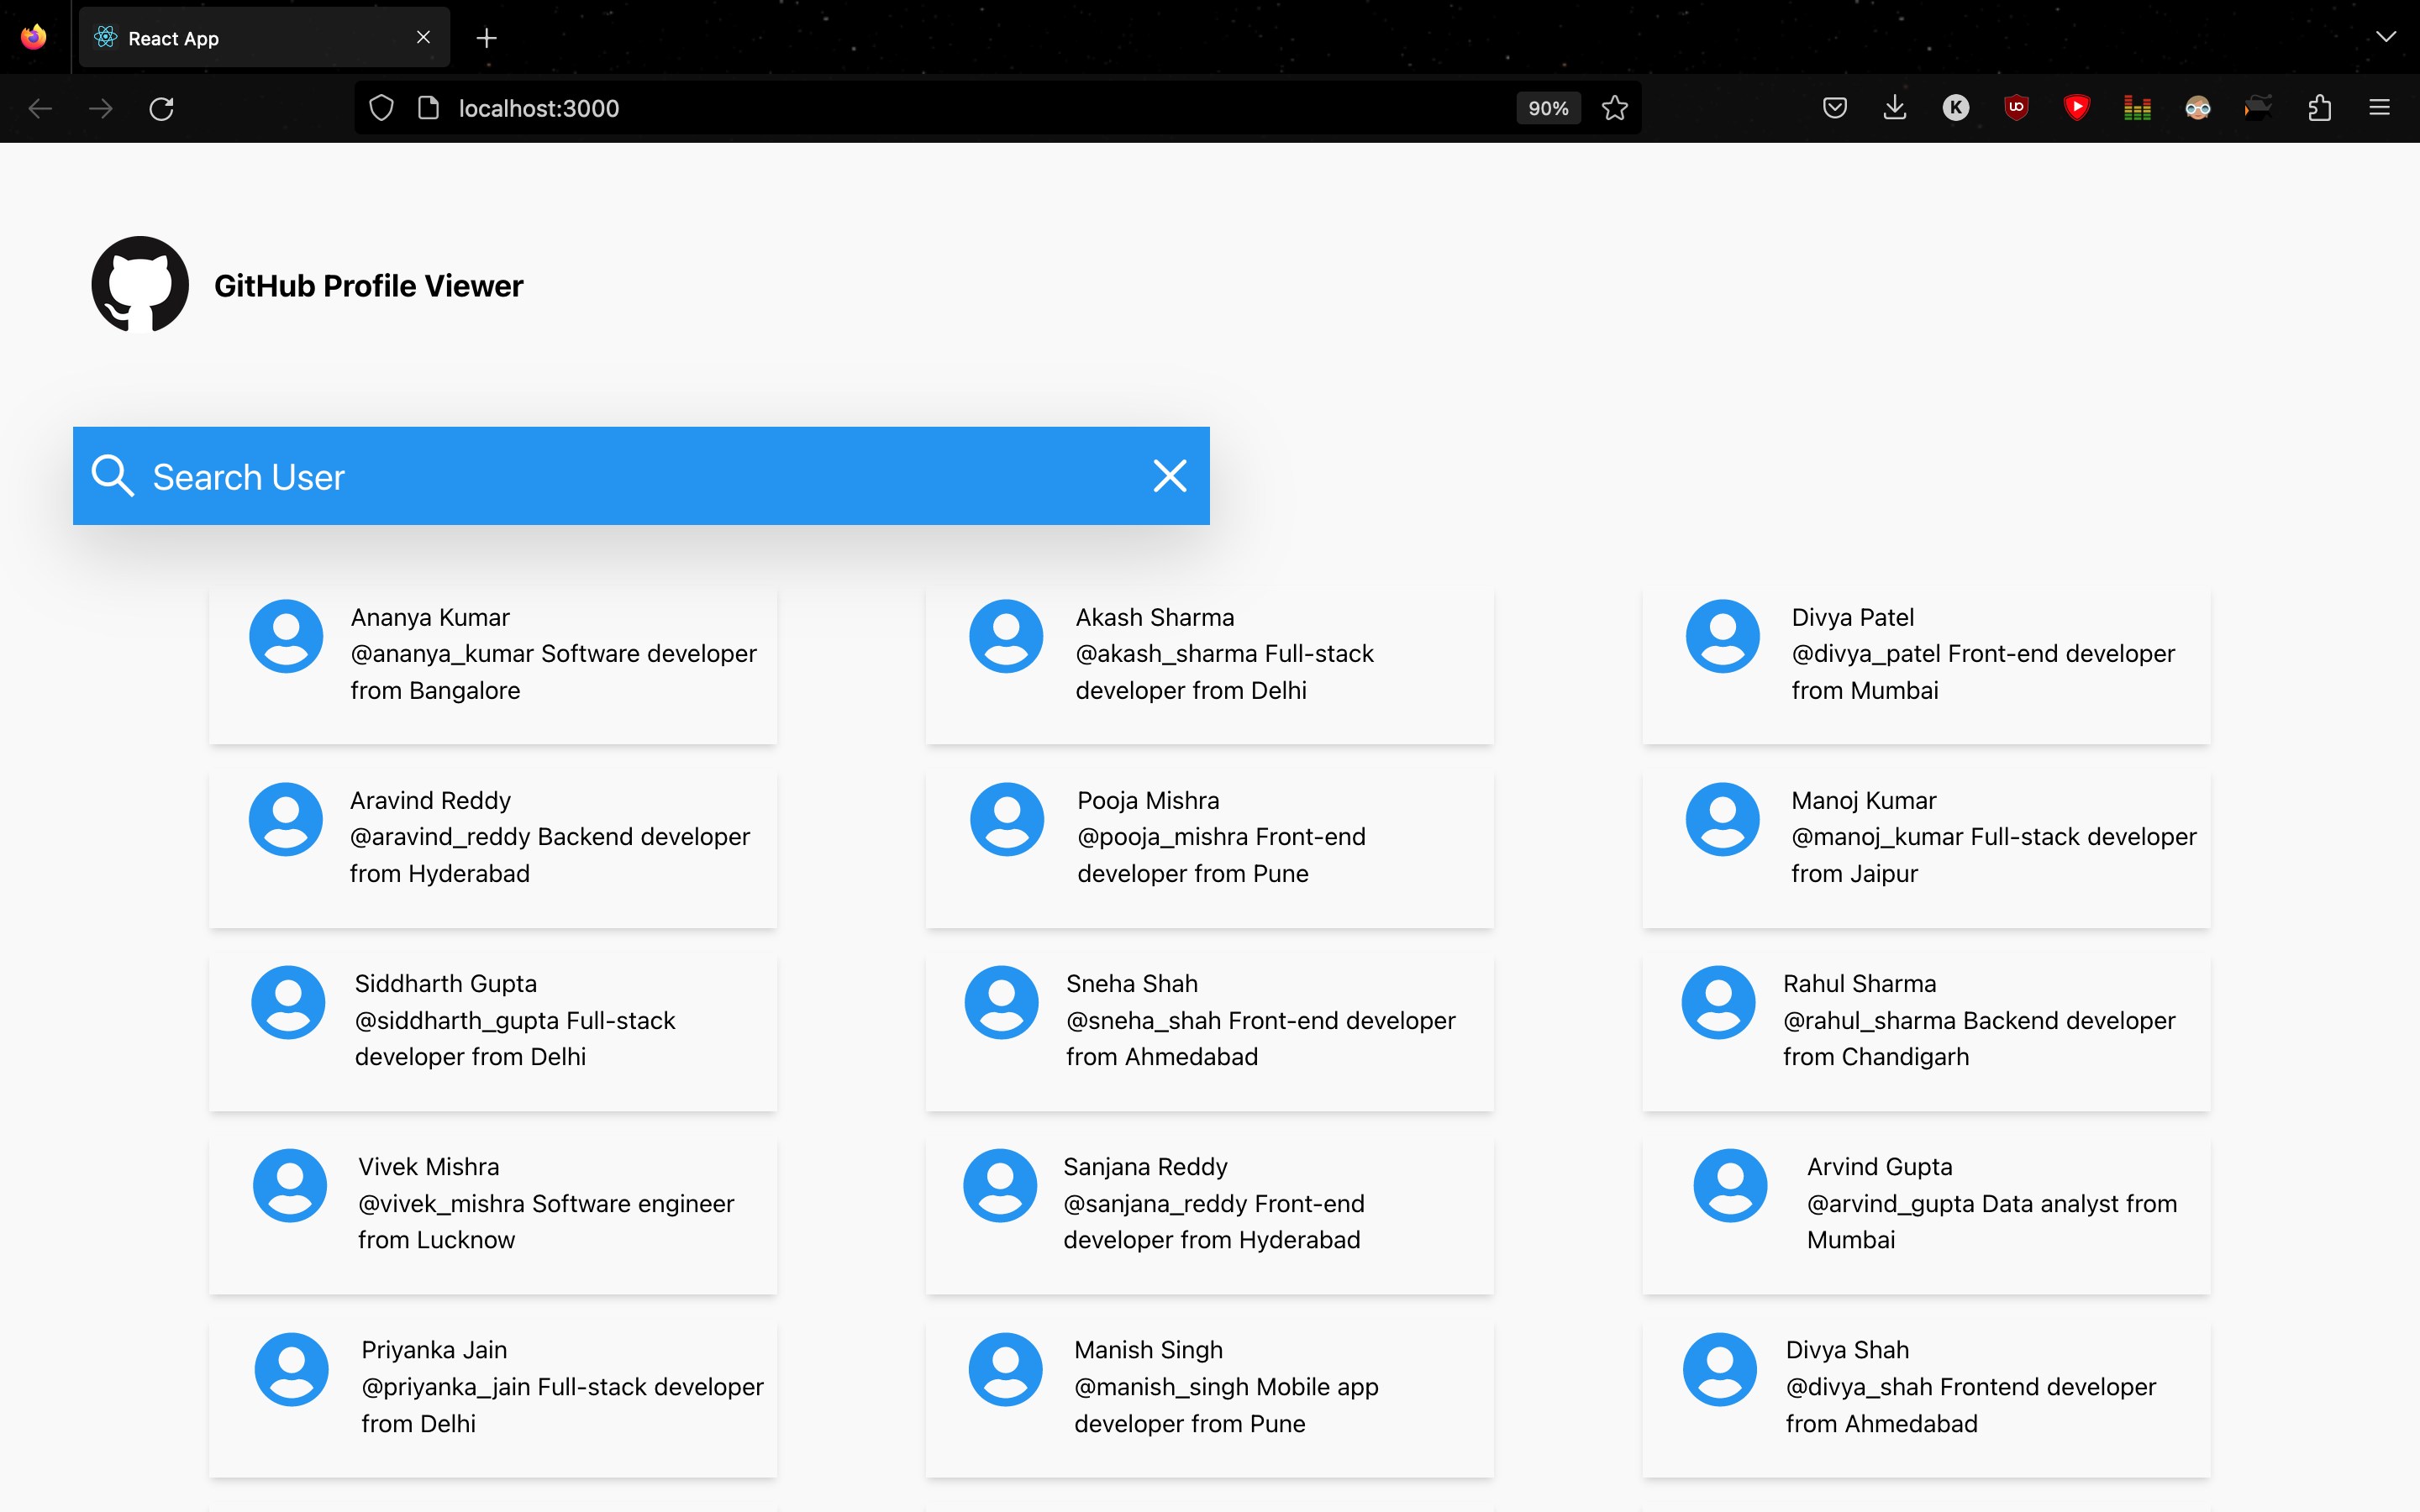 React App
localhost:3000
90%
K
UO
GitHub Profile Viewer
Search User
Ananya Kumar
@ananya_kumar Software developer
from Bangalore
Akash Sharma
@akash_sharma Full-stack
developer from Delhi
Divya Patel
@divya_patel Front-end developer
from Mumbai
Aravind Reddy
@aravind_reddy Backend developer
from Hyderabad
Pooja Mishra
@pooja_mishra Front-end
developer from Pune
Manoj Kumar
@manoj_kumar Full-stack developer
from Jaipur
Siddharth Gupta
@siddharth_gupta Full-stack
developer from Delhi
Sneha Shah
@sneha_shah Front-end developer
from Ahmedabad
Rahul Sharma
@rahul_sharma Backend developer
from Chandigarh
Vivek Mishra
@vivek_mishra Software engineer
from Lucknow
Sanjana Reddy
@sanjana_reddy Front-end
developer from Hyderabad
Arvind Gupta
@arvind_gupta Data analyst from
Mumbai
Priyanka Jain
@priyanka_jain Full-stack developer
from Delhi
Manish Singh
@manish_singh Mobile app
developer from Pune
Divya Shah
@divya_shah Frontend developer
from Ahmedabad